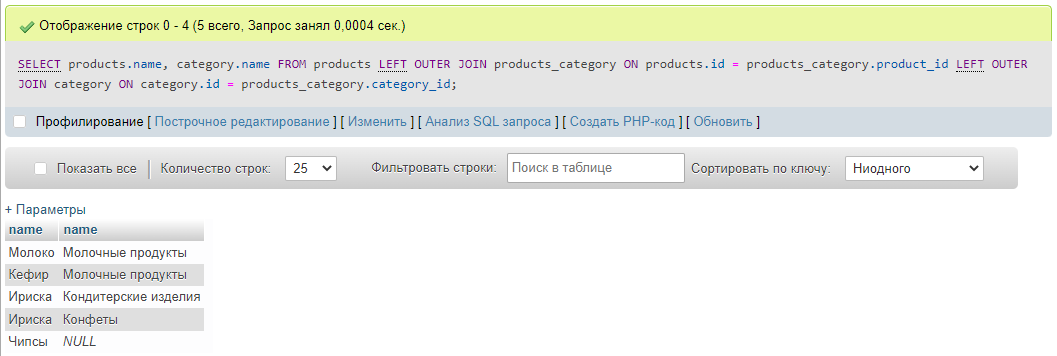 Отображение строк 0 - 4 (5 всего, Запрос занял 0,0004 сек.)
SELECT products.name, category.name FROM products LEFT OUTER JOIN products_category ON products.id = products_category.product_id LEFT OUTER
JOIN category ON category.id = products_category.category_id;
Профилирование [ Построчное редактирование ] [ Изменить ] [ Анализ SQL запроса ] [ Создать PHP-код ] [ Обновить ]
Показать все Количество строк: 25 Фильтровать строки: Поиск в таблице Сортировать по ключу: Ниодного
+ Параметры
name name
Молоко Молочные продукты
Кефир Молочные продукты
Ириска Кондитерские изделия
Ириска Конфеты
Чипсы NULL